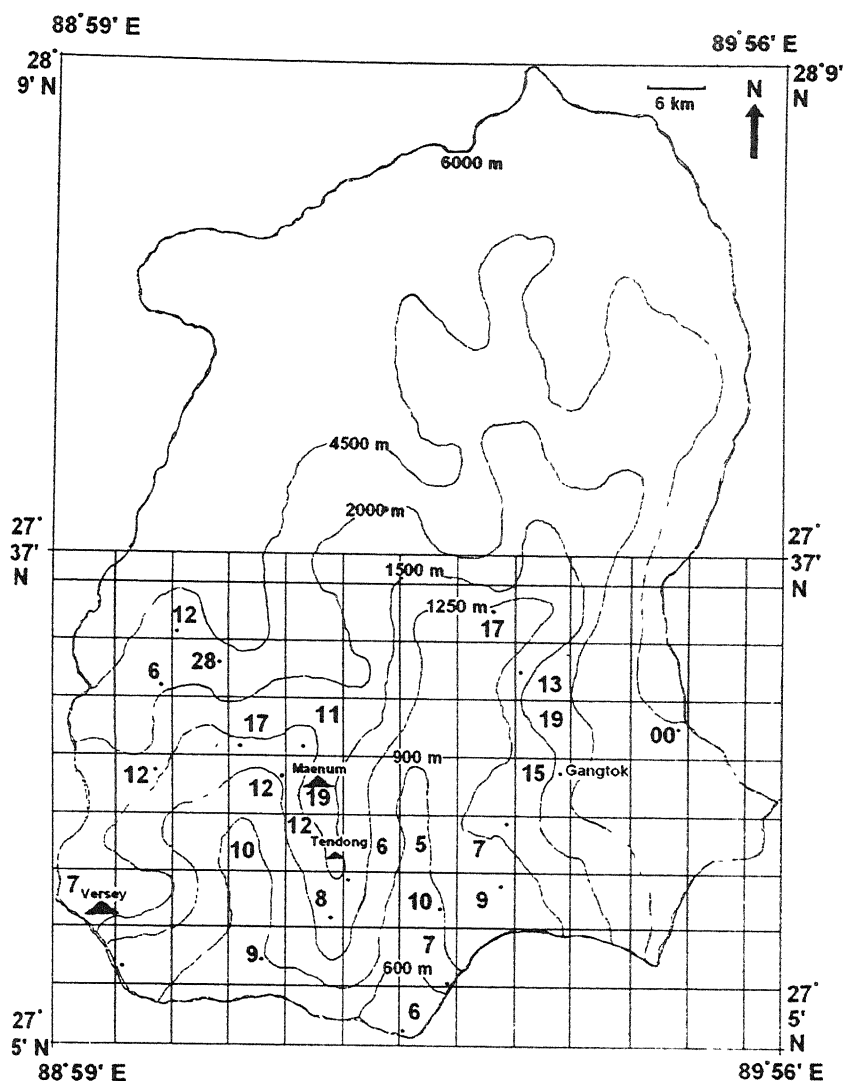 88°59' E
89°56' E
28°
9' N
28°9'
N
N
6 km
6000 m
4500 m
27°
37'
N
2000 m
27°
37'
N
1500 m
1250 m
12
17
28
6
13
17
11
19
00
900 m
12
Maenum
15 Gangtok
12
19
12
Tendong
10
6
5
7
7
Versey
8
10
9
7
9
600 m
6
27°
5' N
27°
5'
N
88°59' E
89°56' E